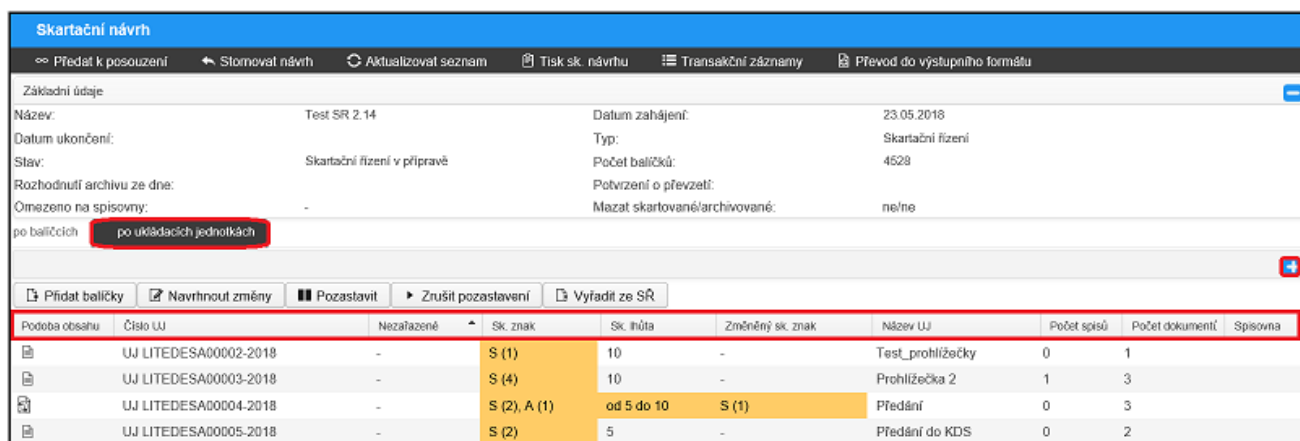 Skartační návrh
Předat k posouzení Stornovat návrh Aktualizovat seznam Tisk sk. návrhu Transakční záznamy Převod do výstupního formátu
Základní údaje
Název: Test SR 2.14 Datum zahájení: 23.05.2018
Datum ukončení: Typ: Skartační řízení
Stav: Skartační řízení v přípravě Počet balíčků: 4528
Rozhodnutí archivu ze dne: Potvrzení o převzetí:
Omezeno na spisovny: - Mazat skartované/archivované: ne/ne
po balíčcích po ukládacích jednotkách
Přidat balíčky Navrhnout změny Pozastavit Zrušit pozastavení Vyřadit ze SŘ
Podoba obsahu Číslo UJ Nezařazené Sk. znak Sk. lhůta Změněný sk. znak Název UJ Počet spisů Počet dokumentů Spisovna
UJ LITEDESA00002-2018 - S (1) 10 - Test_prohlížečky 0 1
UJ LITEDESA00003-2018 - S (4) 10 - Prohlížečka 2 1 3
UJ LITEDESA00004-2018 - S (2), A (1) od 5 do 10 S (1) Předání 0 3
UJ LITEDESA00005-2018 - S (2) 5 - Předání do KDS 0 2